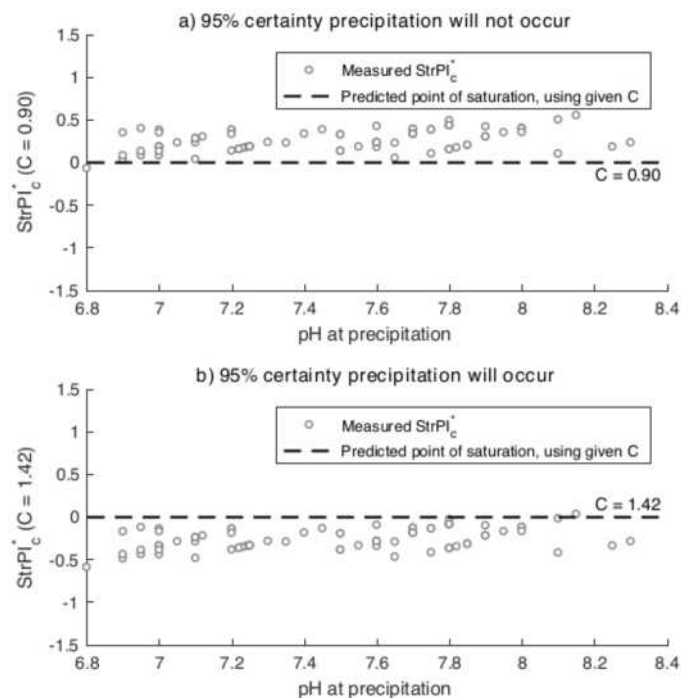 a) 95% certainty precipitation will not occur
1.5
Measured StrPI*c
1
Predicted point of saturation, using given C
0.5
0
C = 0.90
-0.5
-1
-1.5
6.8 7 7.2 7.4 7.6 7.8 8 8.2 8.4
StrPI*c (C = 0.90)
pH at precipitation
b) 95% certainty precipitation will occur
1.5
Measured StrPI*c
1
Predicted point of saturation, using given C
0.5
C = 1.42
0
-0.5
-1
-1.5
6.8 7 7.2 7.4 7.6 7.8 8 8.2 8.4
StrPI*c (C = 1.42)
pH at precipitation